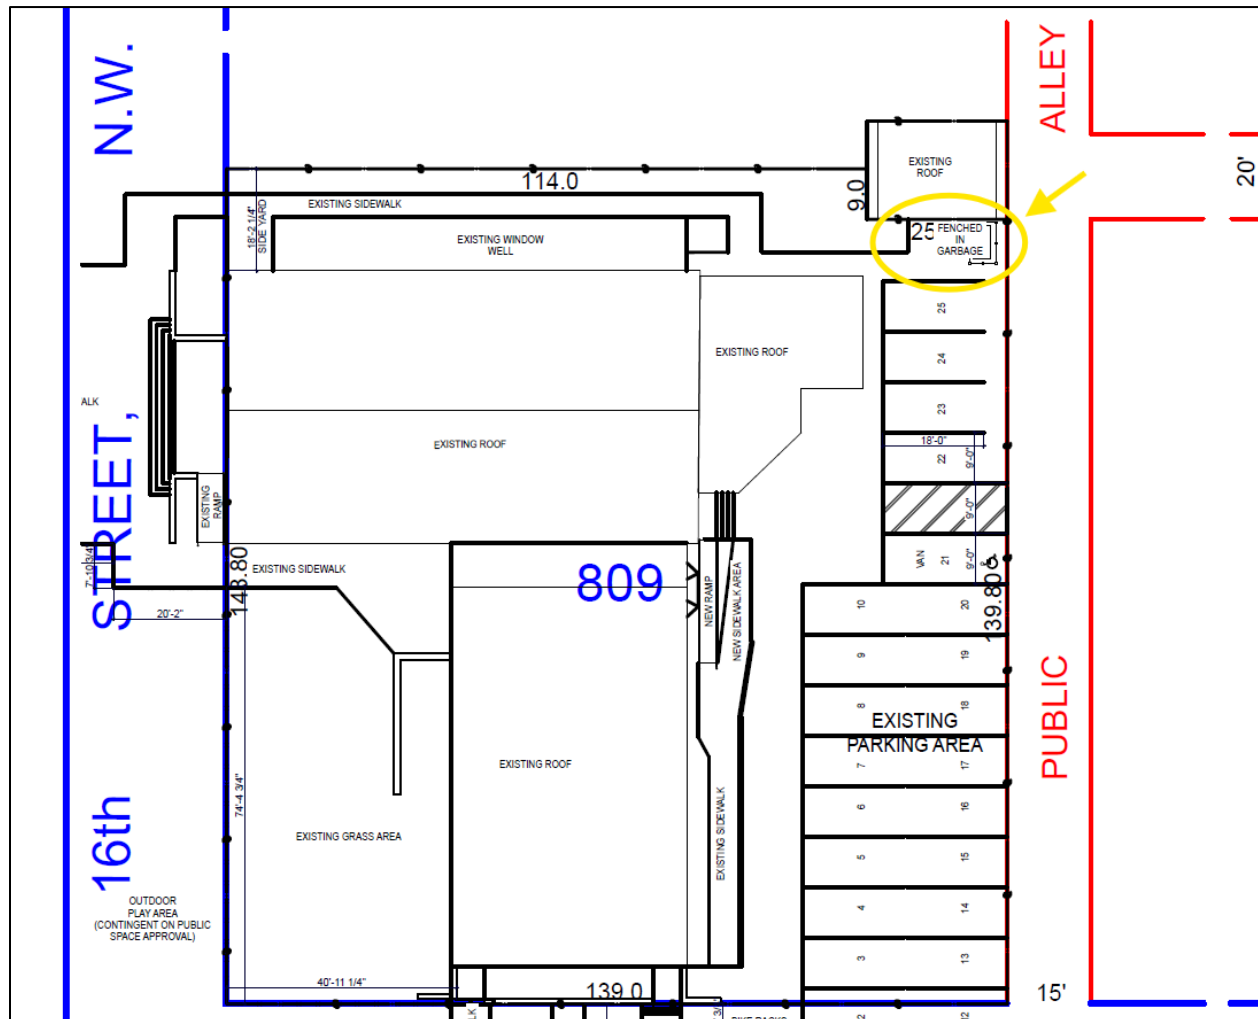 N.W.
STREET,
16th
ALLEY
PUBLIC
20'
15'
114.0
9.0
EXISTING
ROOF
25
FENCHED
IN
GARBAGE
EXISTING SIDEWALK
18'-2 1/4"
SIDE YARD
EXISTING WINDOW
WELL
EXISTING ROOF
EXISTING ROOF
ALK
EXISTING
RAMP
25
24
23
18'-0"
22
9'-0"
9'-0"
VAN
21
9'-0"
139.80
143.80
7'-10 3/4"
20'-2"
EXISTING SIDEWALK
809
NEW RAMP
NEW SIDEWALK AREA
10
20
9
19
8
18
EXISTING
PARKING AREA
7
17
6
16
5
15
4
14
3
13
EXISTING ROOF
EXISTING SIDEWALK
74'-4 3/4"
EXISTING GRASS AREA
OUTDOOR
PLAY AREA
(CONTINGENT ON PUBLIC
SPACE APPROVAL)
40'-11 1/4"
139.0